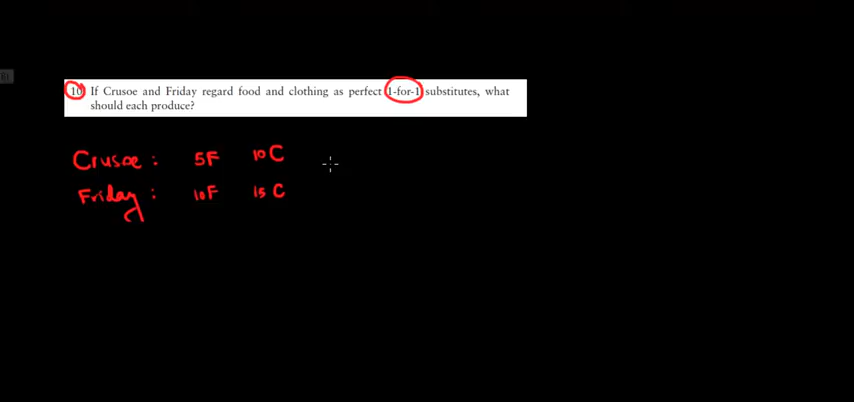 10 If Crusoe and Friday regard food and clothing as perfect 1-for-1 substitutes, what
should each produce?
Crusoe : 5F 10C
Friday : 10F 15 C